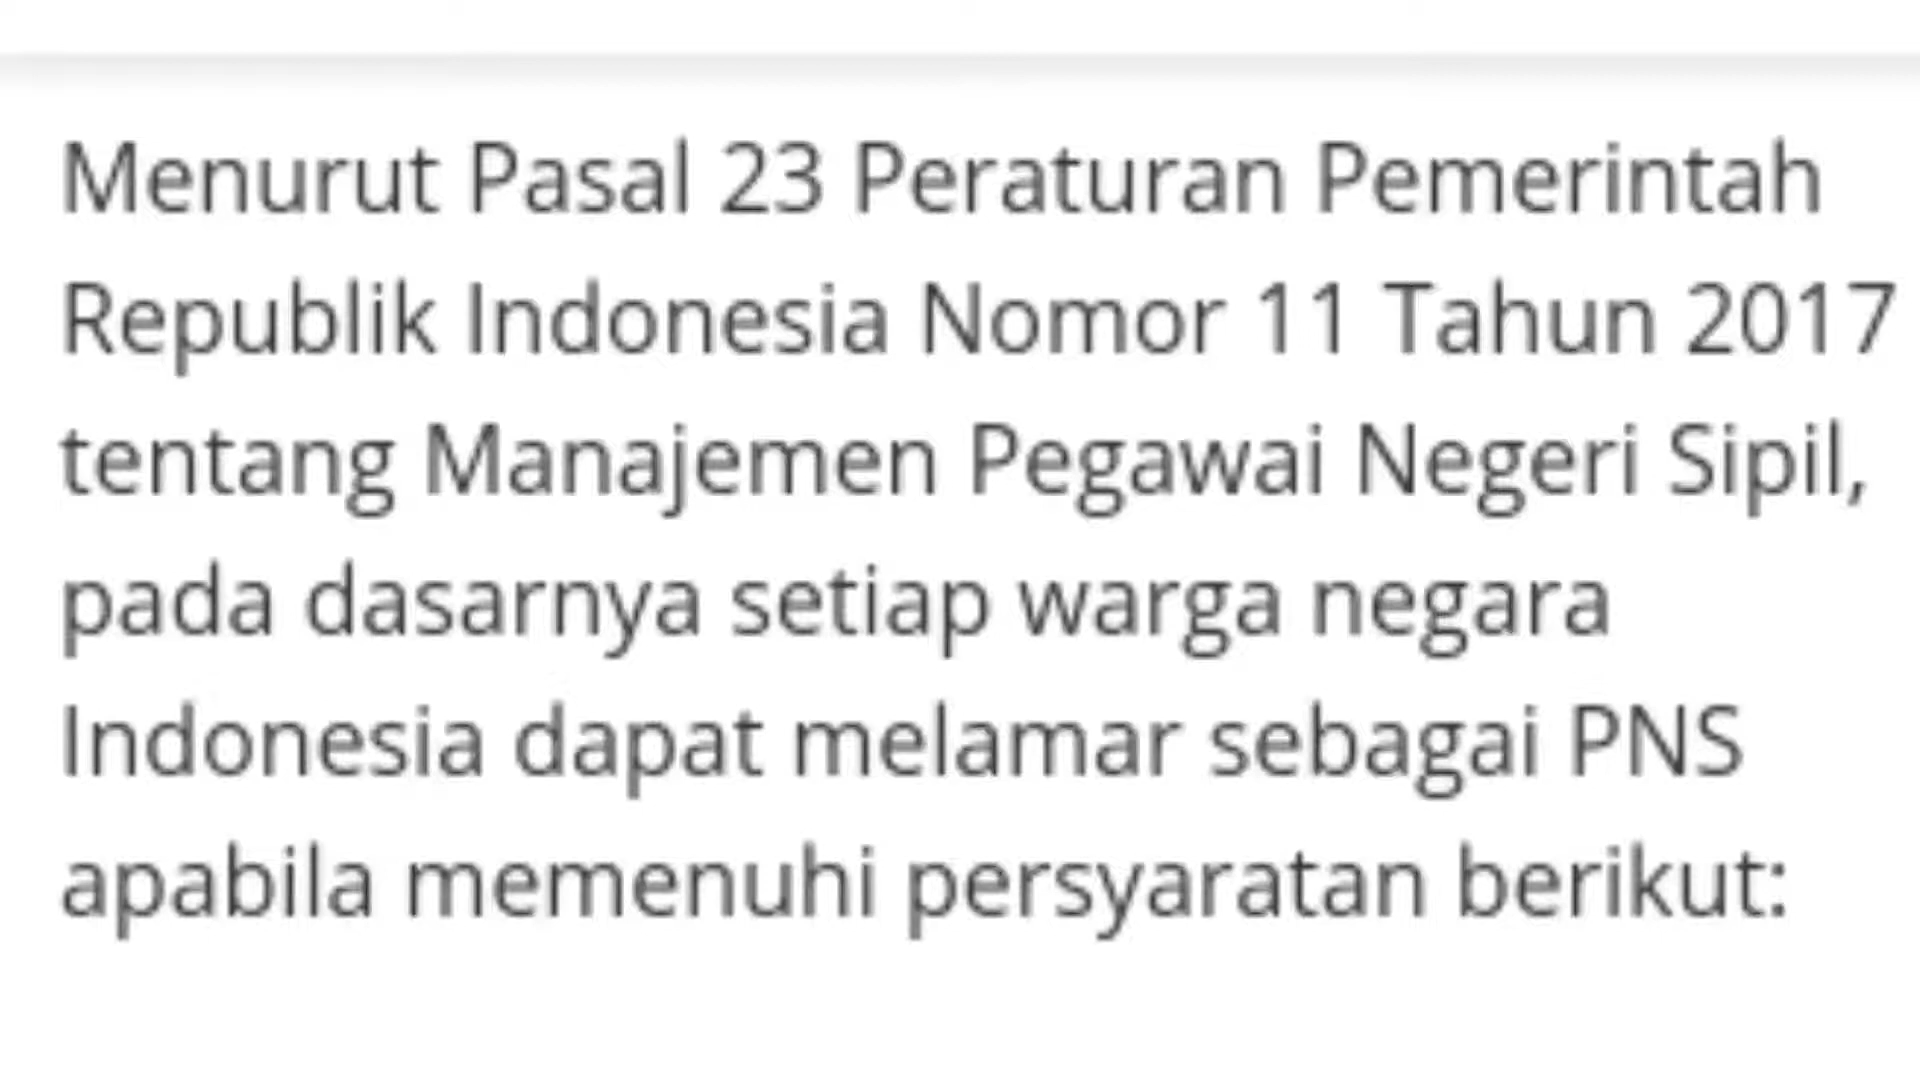 Menurut Pasal 23 Peraturan Pemerintah
Republik Indonesia Nomor 11 Tahun 2017
tentang Manajemen Pegawai Negeri Sipil,
pada dasarnya setiap warga negara
Indonesia dapat melamar sebagai PNS
apabila memenuhi persyaratan berikut: